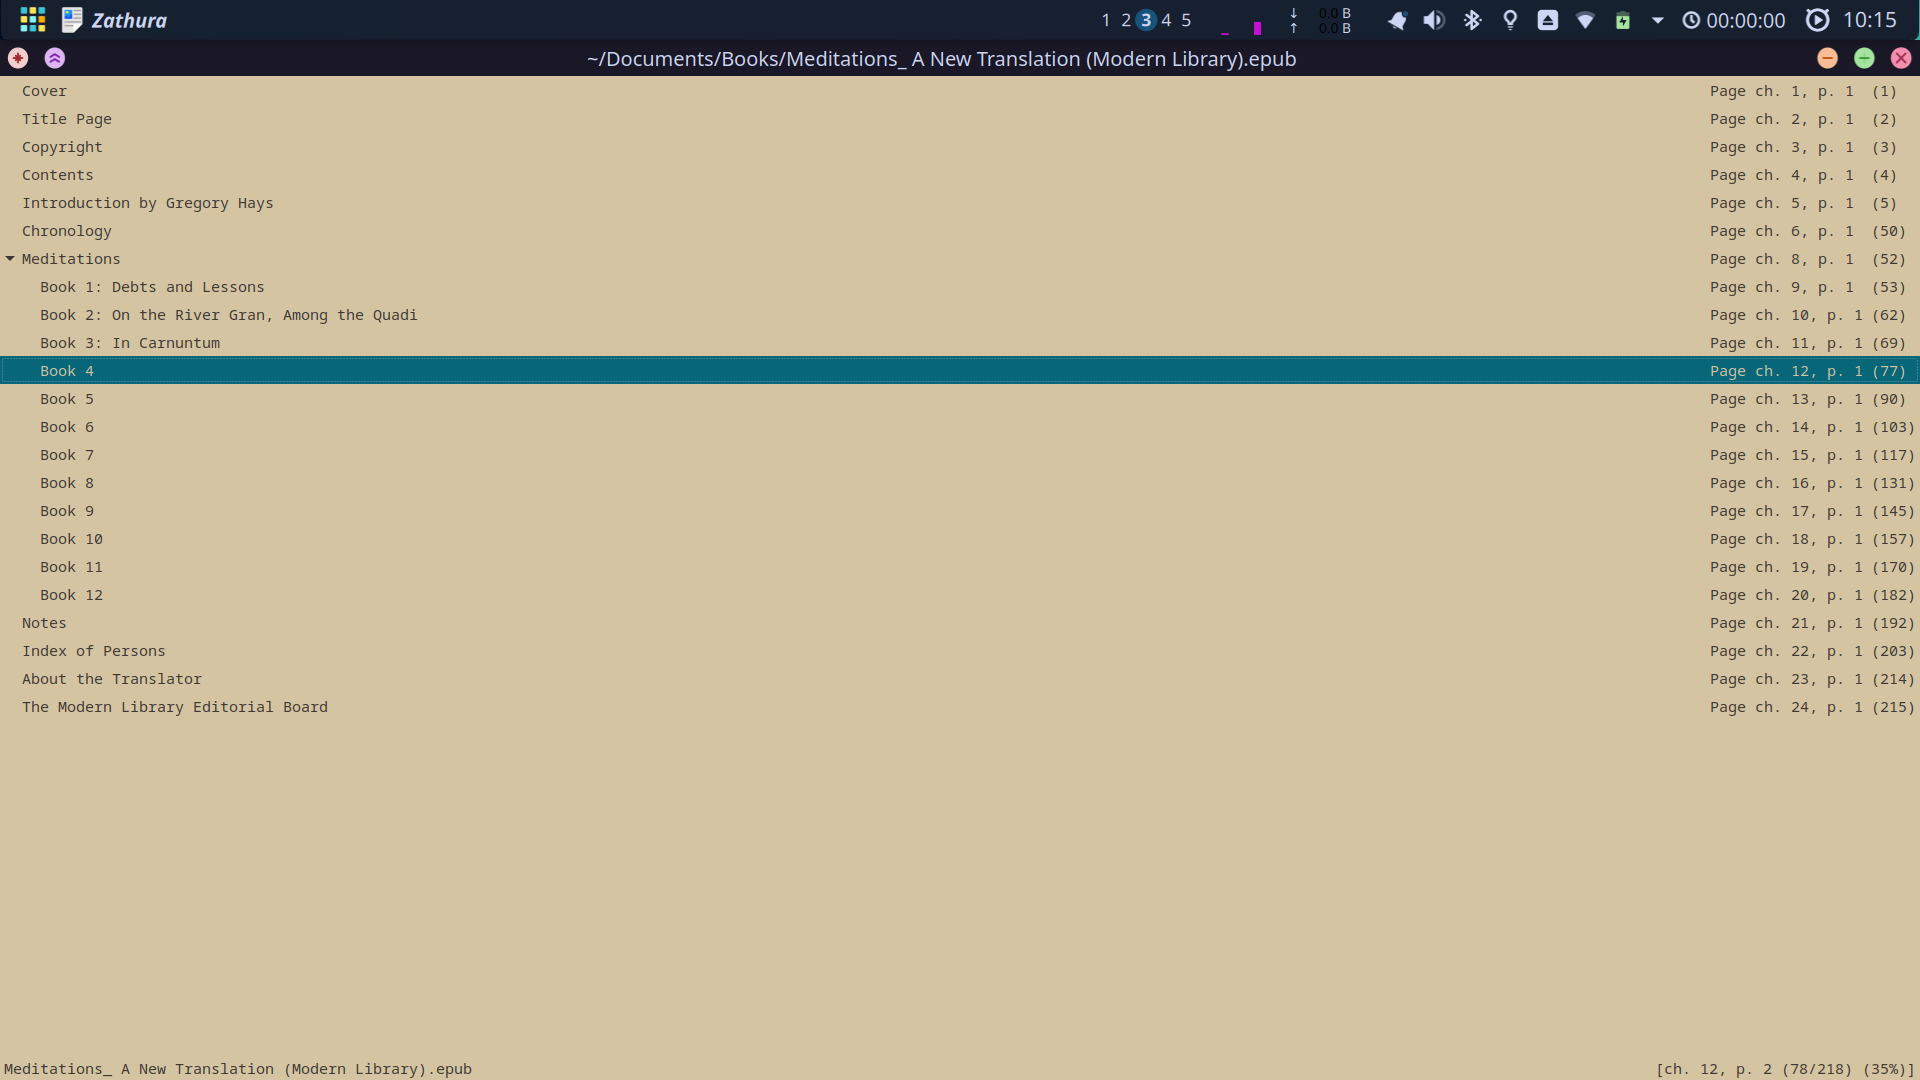 Zathura 1 2 3 4 5 ↓ 0.0 B 00:00:00 10:15
↑ 0.0 B
~/Documents/Books/Meditations_ A New Translation (Modern Library).epub
Cover Page ch. 1, p. 1 (1)
Title Page Page ch. 2, p. 1 (2)
Copyright Page ch. 3, p. 1 (3)
Contents Page ch. 4, p. 1 (4)
Introduction by Gregory Hays Page ch. 5, p. 1 (5)
Chronology Page ch. 6, p. 1 (50)
Meditations Page ch. 8, p. 1 (52)
Book 1: Debts and Lessons Page ch. 9, p. 1 (53)
Book 2: On the River Gran, Among the Quadi Page ch. 10, p. 1 (62)
Book 3: In Carnuntum Page ch. 11, p. 1 (69)
Book 4 Page ch. 12, p. 1 (77)
Book 5 Page ch. 13, p. 1 (90)
Book 6 Page ch. 14, p. 1 (103)
Book 7 Page ch. 15, p. 1 (117)
Book 8 Page ch. 16, p. 1 (131)
Book 9 Page ch. 17, p. 1 (145)
Book 10 Page ch. 18, p. 1 (157)
Book 11 Page ch. 19, p. 1 (170)
Book 12 Page ch. 20, p. 1 (182)
Notes Page ch. 21, p. 1 (192)
Index of Persons Page ch. 22, p. 1 (203)
About the Translator Page ch. 23, p. 1 (214)
The Modern Library Editorial Board Page ch. 24, p. 1 (215)
Meditations_ A New Translation (Modern Library).epub [ch. 12, p. 2 (78/218) (35%)]